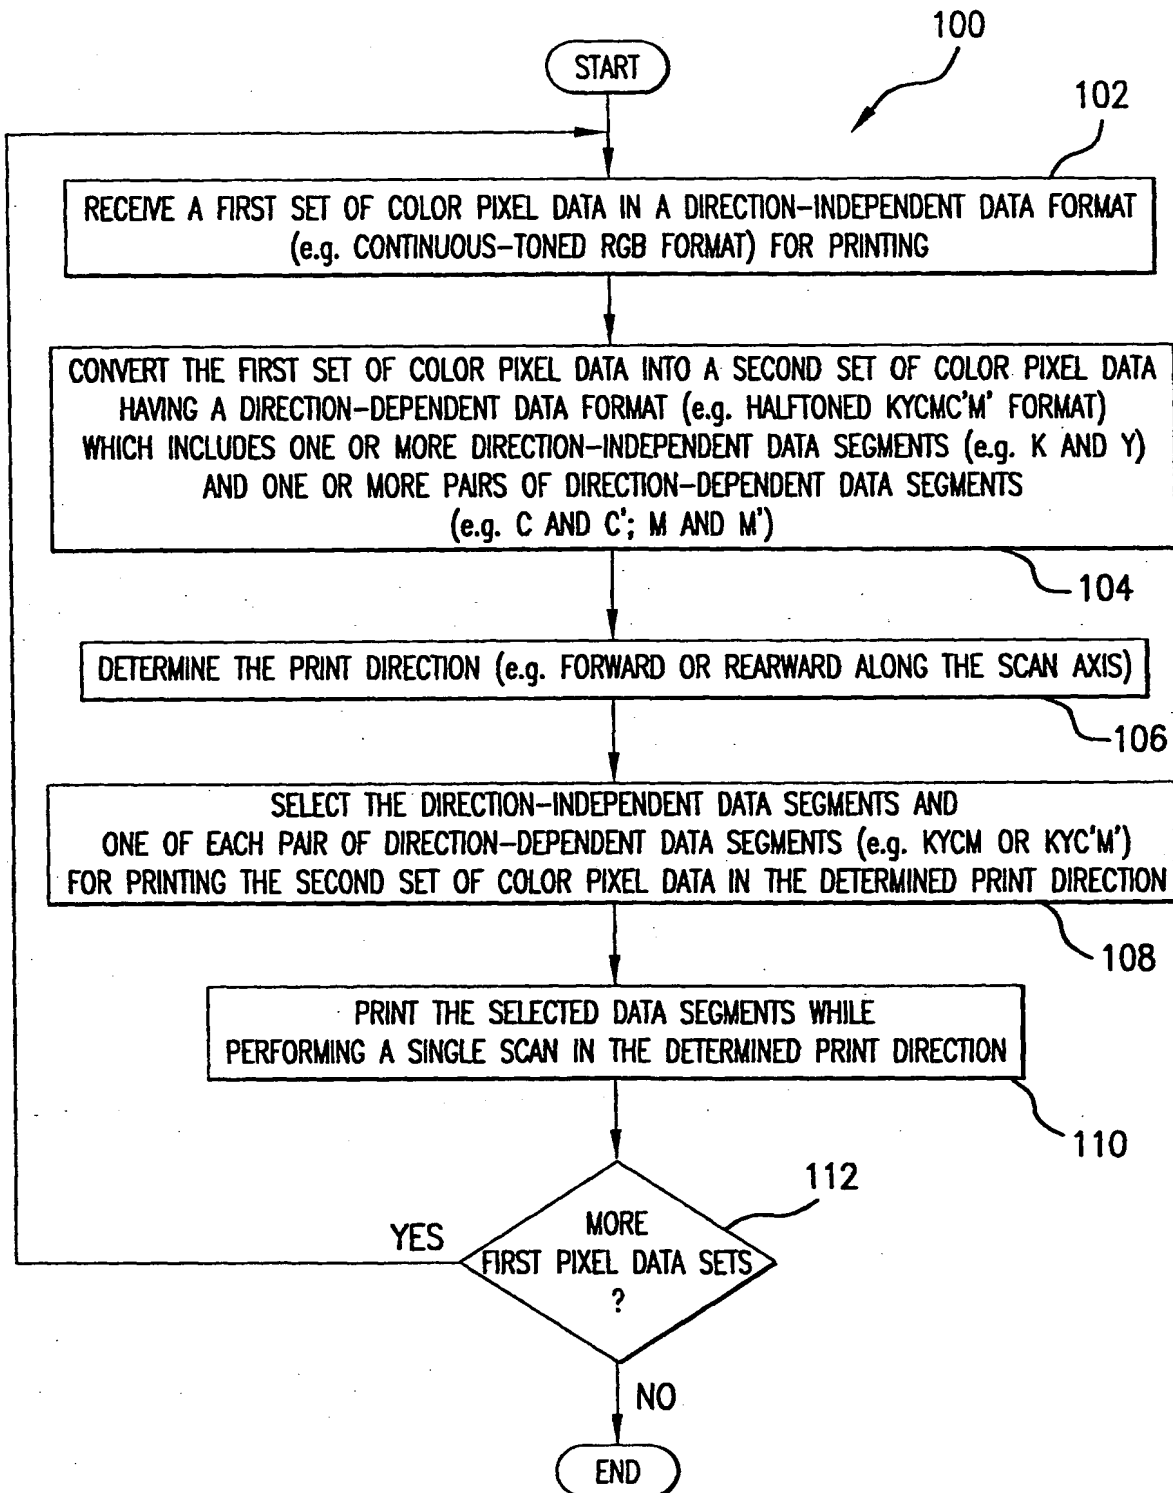 100
START
102
RECEIVE A FIRST SET OF COLOR PIXEL DATA IN A DIRECTION-INDEPENDENT DATA FORMAT
(e.g. CONTINUOUS-TONED RGB FORMAT) FOR PRINTING
CONVERT THE FIRST SET OF COLOR PIXEL DATA INTO A SECOND SET OF COLOR PIXEL DATA
HAVING A DIRECTION-DEPENDENT DATA FORMAT (e.g. HALFTONED KYCMC'M' FORMAT)
WHICH INCLUDES ONE OR MORE DIRECTION-INDEPENDENT DATA SEGMENTS (e.g. K AND Y)
AND ONE OR MORE PAIRS OF DIRECTION-DEPENDENT DATA SEGMENTS
(e.g. C AND C'; M AND M')
104
DETERMINE THE PRINT DIRECTION (e.g. FORWARD OR REARWARD ALONG THE SCAN AXIS)
106
SELECT THE DIRECTION-INDEPENDENT DATA SEGMENTS AND
ONE OF EACH PAIR OF DIRECTION-DEPENDENT DATA SEGMENTS (e.g. KYCM OR KYC'M')
FOR PRINTING THE SECOND SET OF COLOR PIXEL DATA IN THE DETERMINED PRINT DIRECTION
108
PRINT THE SELECTED DATA SEGMENTS WHILE
PERFORMING A SINGLE SCAN IN THE DETERMINED PRINT DIRECTION
110
112
MORE
FIRST PIXEL DATA SETS
?
YES
NO
END